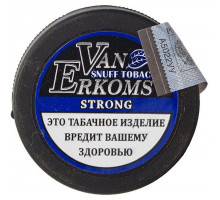 VAN
ERKOMS
SNUFF TOBAC
STRONG
ЭТО ТАБАЧНОЕ ИЗДЕЛИЕ
ВРЕДИТ ВАШЕМУ
ЗДОРОВЬЮ